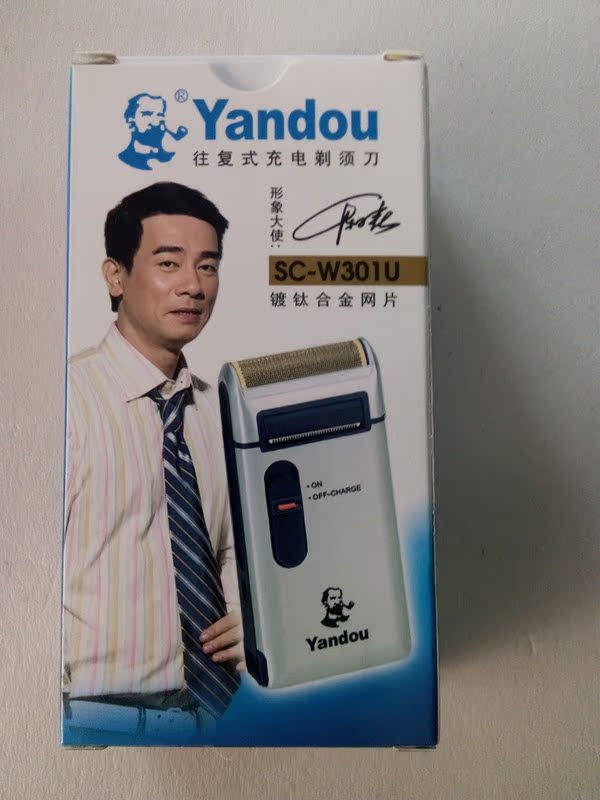 ® Yandou
往复式充电剃须刀
形象大使:
SC-W301U
镀钛合金网片
• ON
• OFF-CHARGE
Yandou